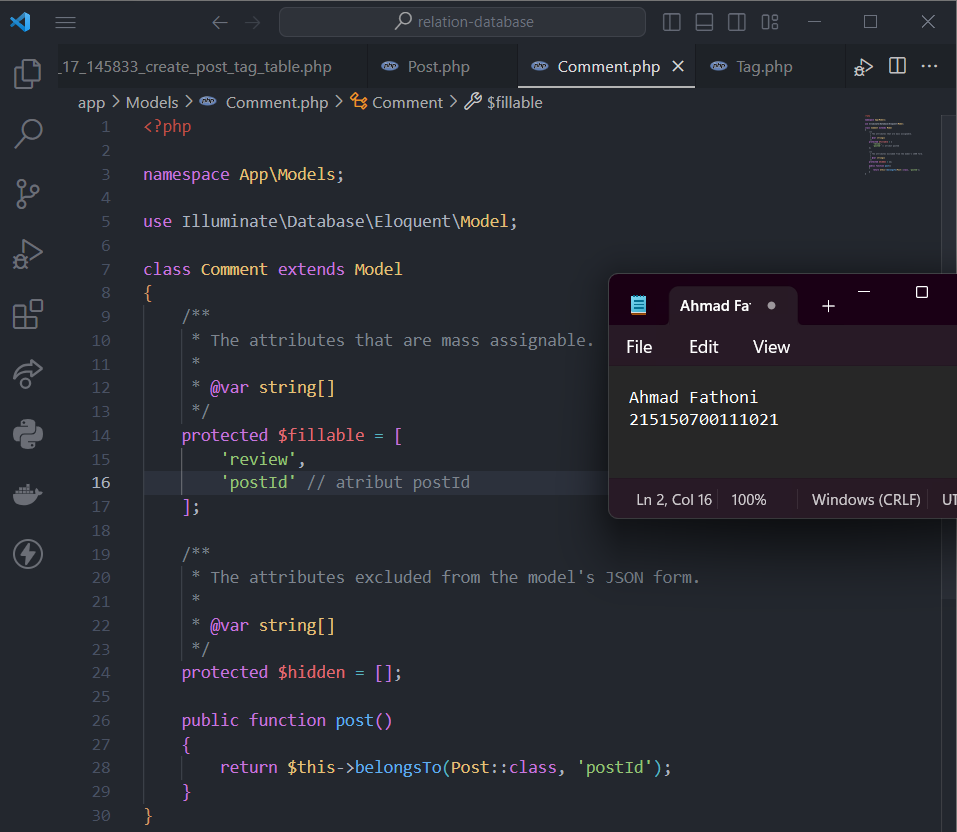 relation-database
_17_145833_create_post_tag_table.php
Post.php
Comment.php
Tag.php
app > Models > Comment.php > Comment > $fillable
1 <?php
2
3 namespace App\Models;
4
5 use Illuminate\Database\Eloquent\Model;
6
7 class Comment extends Model
8 {
9 /**
10 * The attributes that are mass assignable.
11 *
12 * @var string[]
13 */
14 protected $fillable = [
15 'review',
16 'postId' // atribut postId
17 ];
18
19 /**
20 * The attributes excluded from the model's JSON form.
21 *
22 * @var string[]
23 */
24 protected $hidden = [];
25
26 public function post()
27 {
28 return $this->belongsTo(Post::class, 'postId');
29 }
30 }
Ahmad Fa
File Edit View
Ahmad Fathoni
215150700111021
Ln 2, Col 16 100% Windows (CRLF)